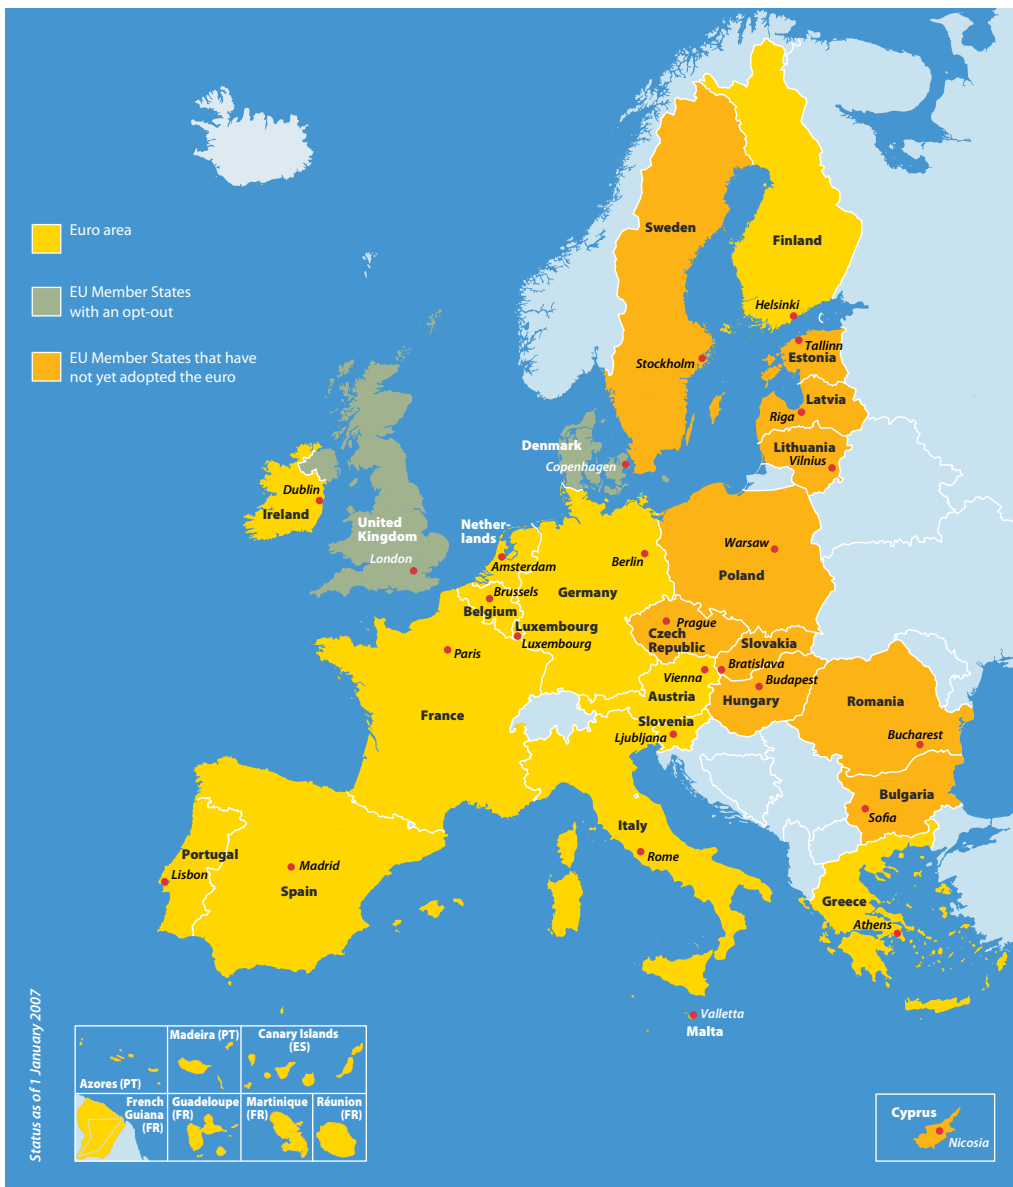 Euro area
EU Member States
with an opt-out
EU Member States that have
not yet adopted the euro
Sweden
Finland
Helsinki
Tallinn
Estonia
Stockholm
Latvia
Riga
Lithuania
Vilnius
Denmark
Copenhagen
Dublin
Ireland
United
Kingdom
London
Nether-
lands
Amsterdam
Brussels
Belgium
Luxembourg
Luxembourg
Berlin
Germany
Warsaw
Poland
Prague
Czech
Republic
Slovakia
Bratislava
Vienna
Budapest
Austria
Hungary
Paris
France
Slovenia
Ljubljana
Romania
Bucharest
Bulgaria
Sofia
Italy
Rome
Portugal
Lisbon
Madrid
Spain
Greece
Athens
Valletta
Malta
Status as of 1 January 2007
Azores (PT)
Madeira (PT)
Canary Islands
(ES)
French
Guiana
(FR)
Guadeloupe
(FR)
Martinique
(FR)
Réunion
(FR)
Cyprus
Nicosia